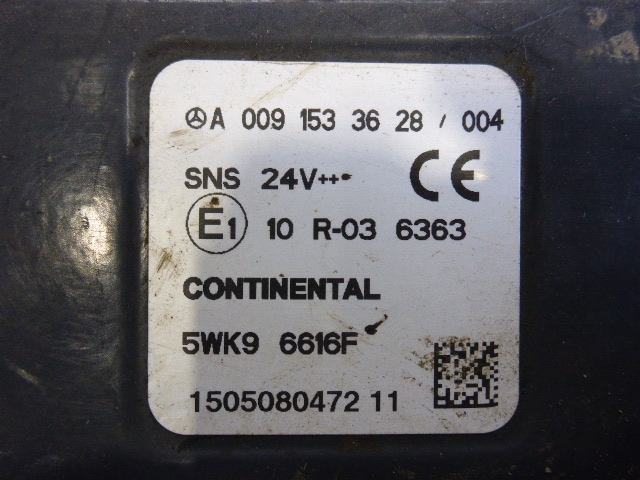 A 009 153 36 28 / 004
SNS 24V++
CE
E1 10 R-03 6363
CONTINENTAL
5WK9 6616F
1505080472 11